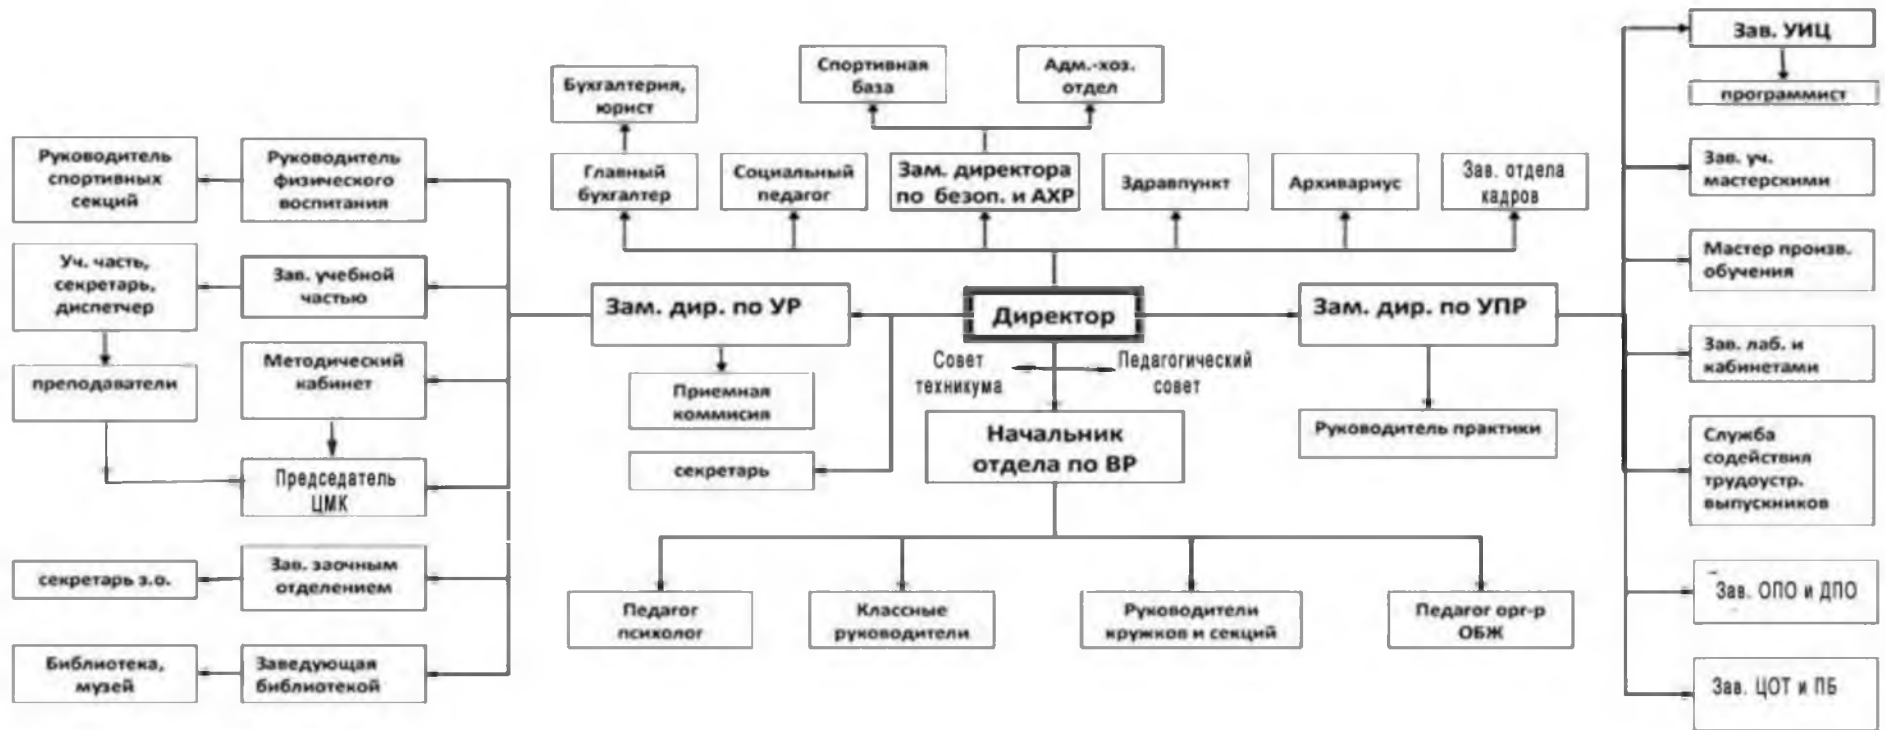 Зав. УИЦ
программист
Спортивная
база
Адм.-хоз.
отдел
Бухгалтерия,
юрист
Руководитель
спортивных
секций
Руководитель
физического
воспитания
Главный
бухгалтер
Социальный
педагог
Зам. директора
по безоп. и АХР
Здравпункт
Архивариус
Зав. отдела
кадров
Зав. уч.
мастерскими
Уч. часть,
секретарь,
диспетчер
Зав. учебной
частью
Зам. дир. по УР
Директор
Зам. дир. по УПР
Мастер произв.
обучения
преподаватели
Методический
кабинет
Приемная
коммисия
Совет
техникума
Педагогический
совет
Зав. лаб. и
кабинетами
Председатель
ЦМК
секретарь
Начальник
отдела по ВР
Руководитель практики
Служба
содействия
трудоустр.
выпускников
секретарь з.о.
Зав. заочным
отделением
Педагог
психолог
Классные
руководители
Руководители
кружков и секций
Педагог орг-р
ОБЖ
Зав. ОПО и ДПО
Библиотека,
музей
Заведующая
библиотекой
Зав. ЦОТ и ПБ